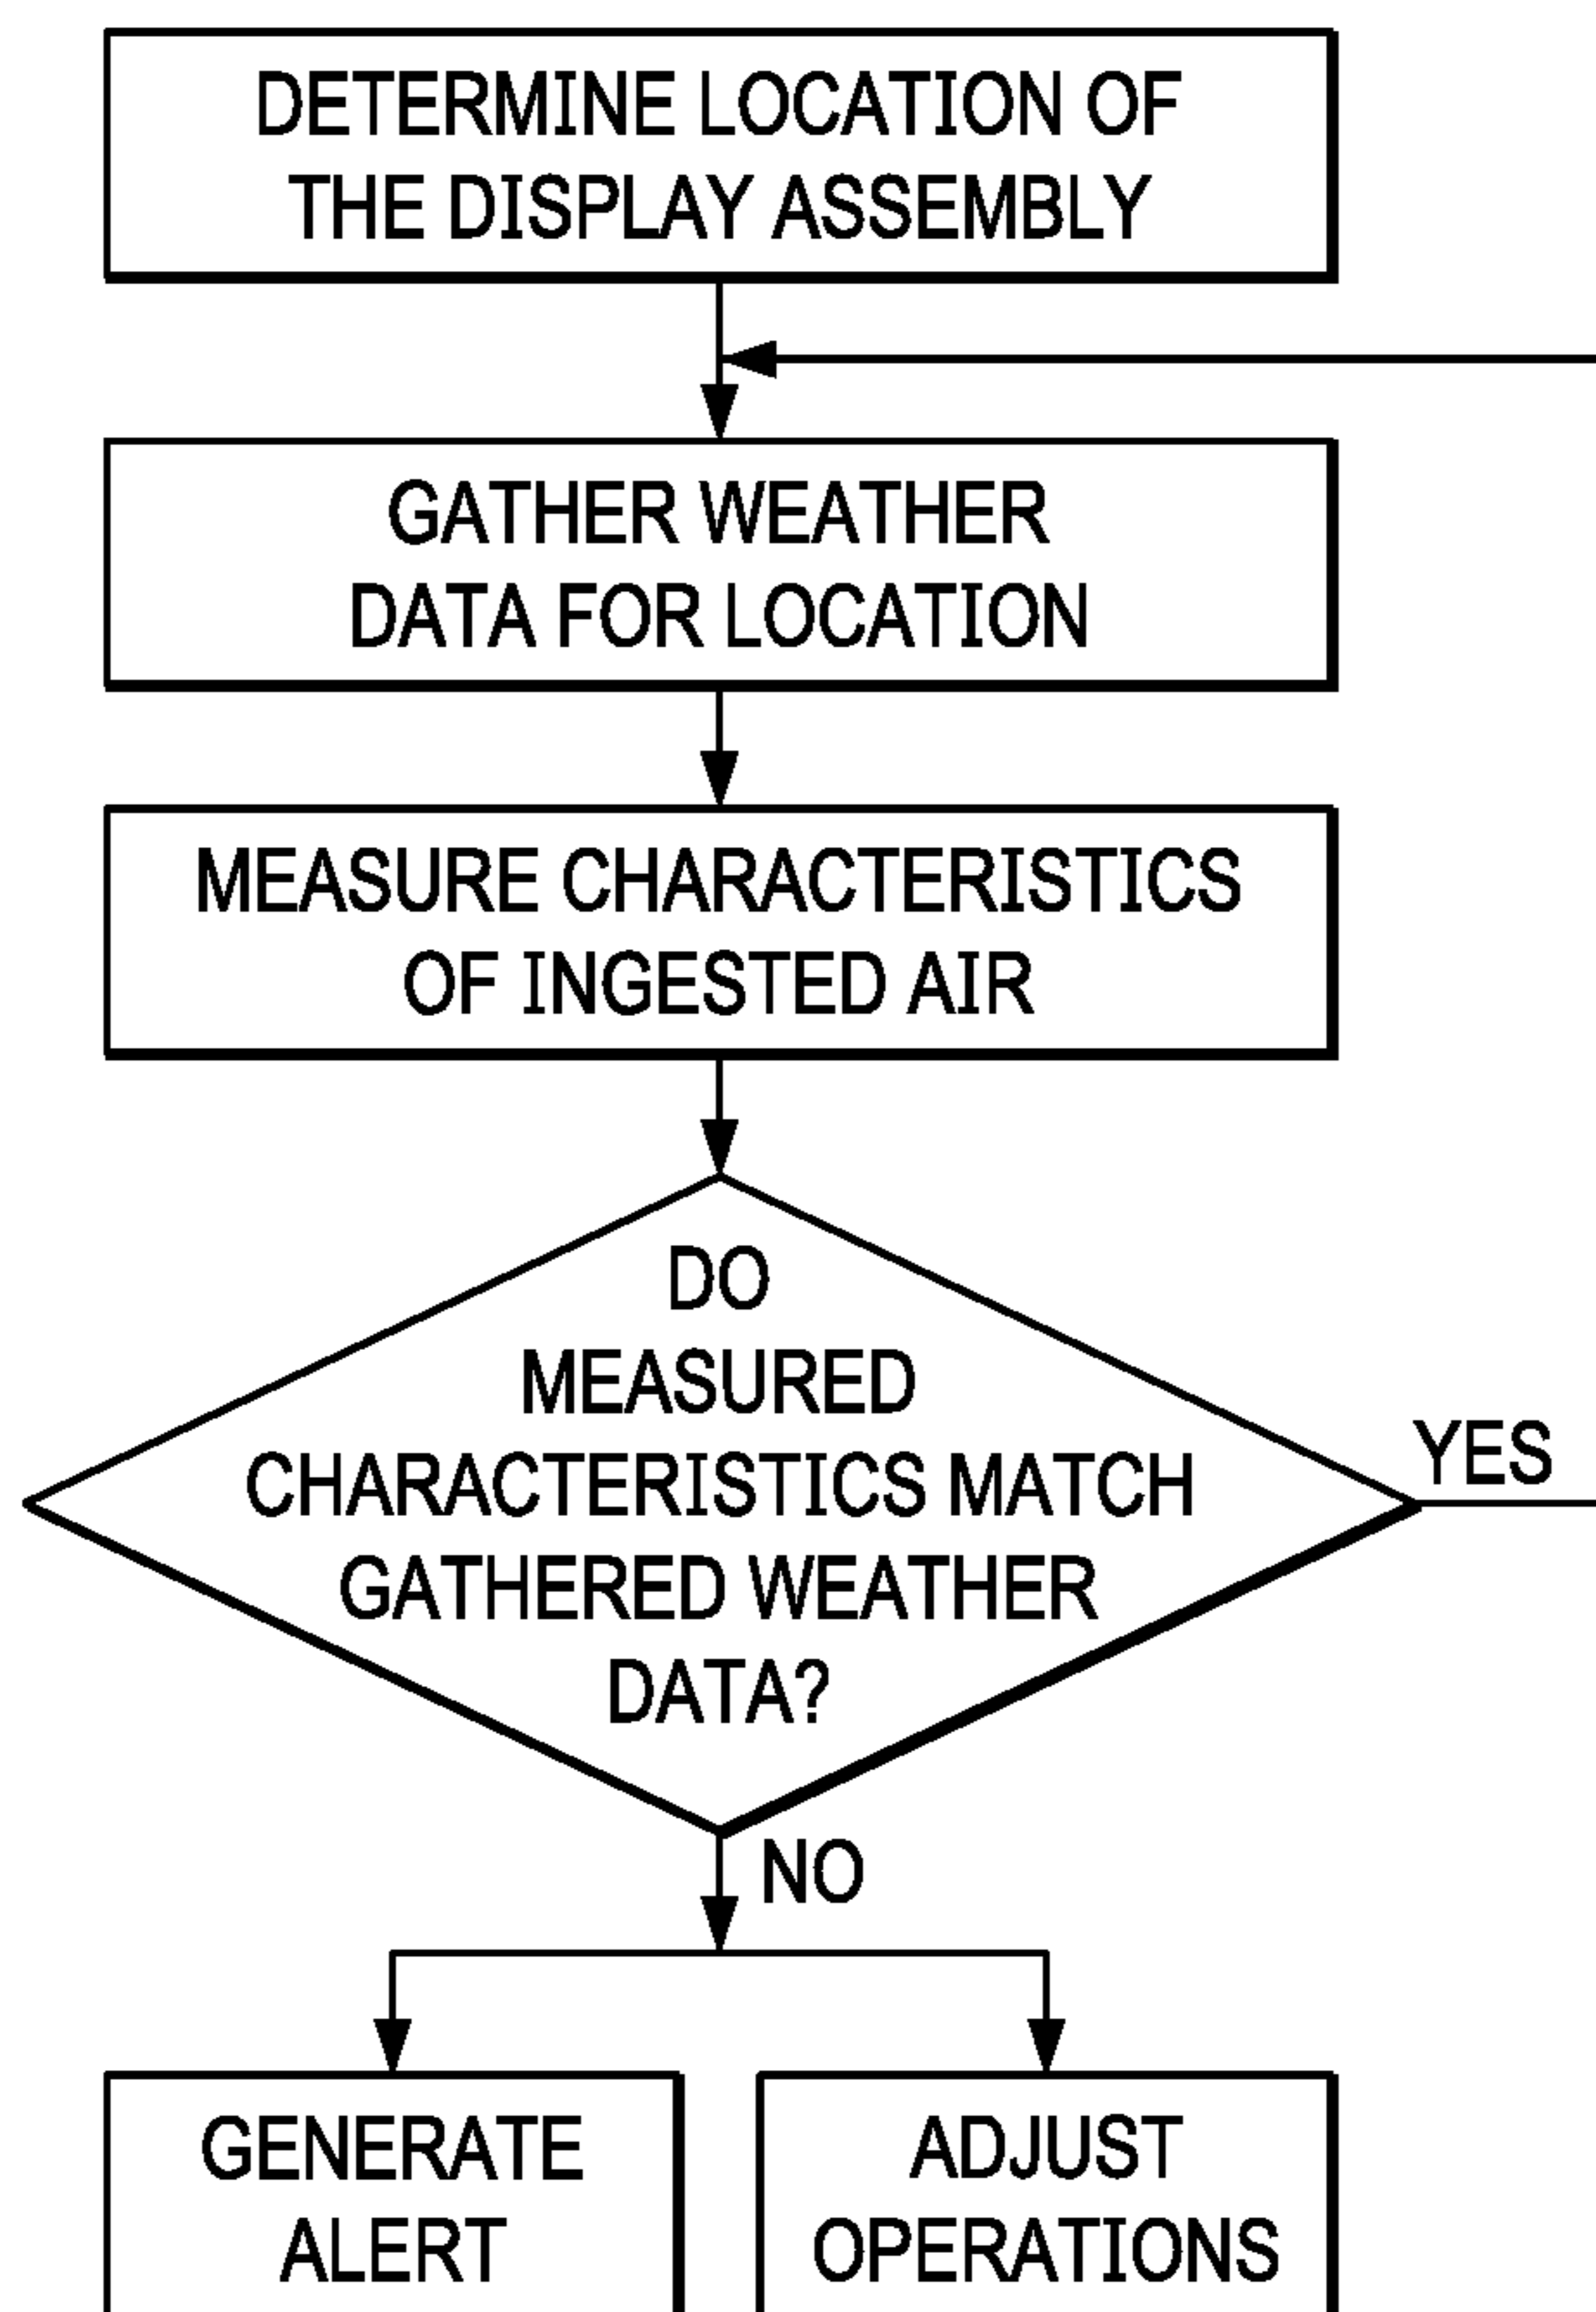 DETERMINE LOCATION OF
THE DISPLAY ASSEMBLY
GATHER WEATHER
DATA FOR LOCATION
MEASURE CHARACTERISTICS
OF INGESTED AIR
DO
MEASURED
CHARACTERISTICS MATCH
GATHERED WEATHER
DATA?
YES
NO
GENERATE
ALERT
ADJUST
OPERATIONS